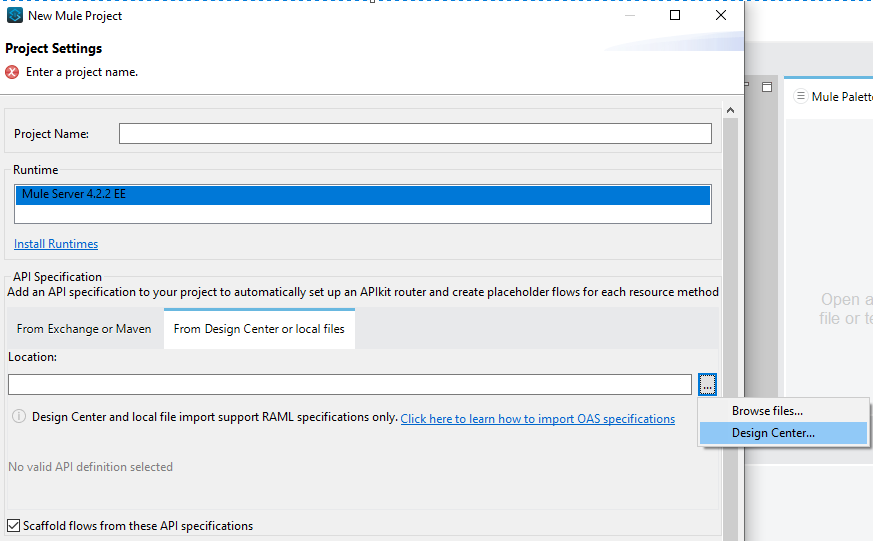 New Mule Project
Project Settings
Enter a project name.
Mule Palette
Project Name:
Runtime
Mule Server 4.2.2 EE
Install Runtimes
API Specification
Add an API specification to your project to automatically set up an APIkit router and create placeholder flows for each resource method
From Exchange or Maven
From Design Center or local files
Open a
file or te
Location:
...
Browse files...
Design Center and local file import support RAML specifications only. Click here to learn how to import OAS specifications
Design Center...
No valid API definition selected
Scaffold flows from these API specifications